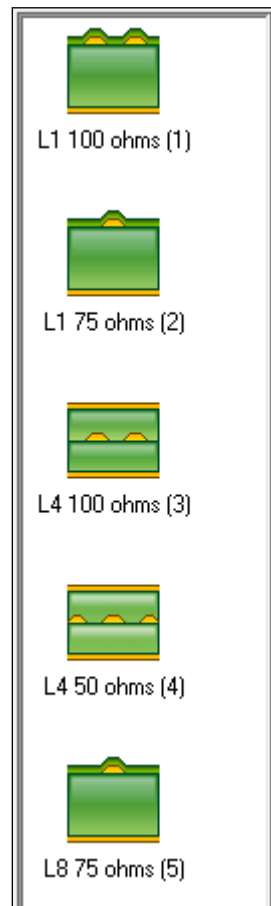 L1 100 ohms (1)
L1 75 ohms (2)
L4 100 ohms (3)
L4 50 ohms (4)
L8 75 ohms (5)